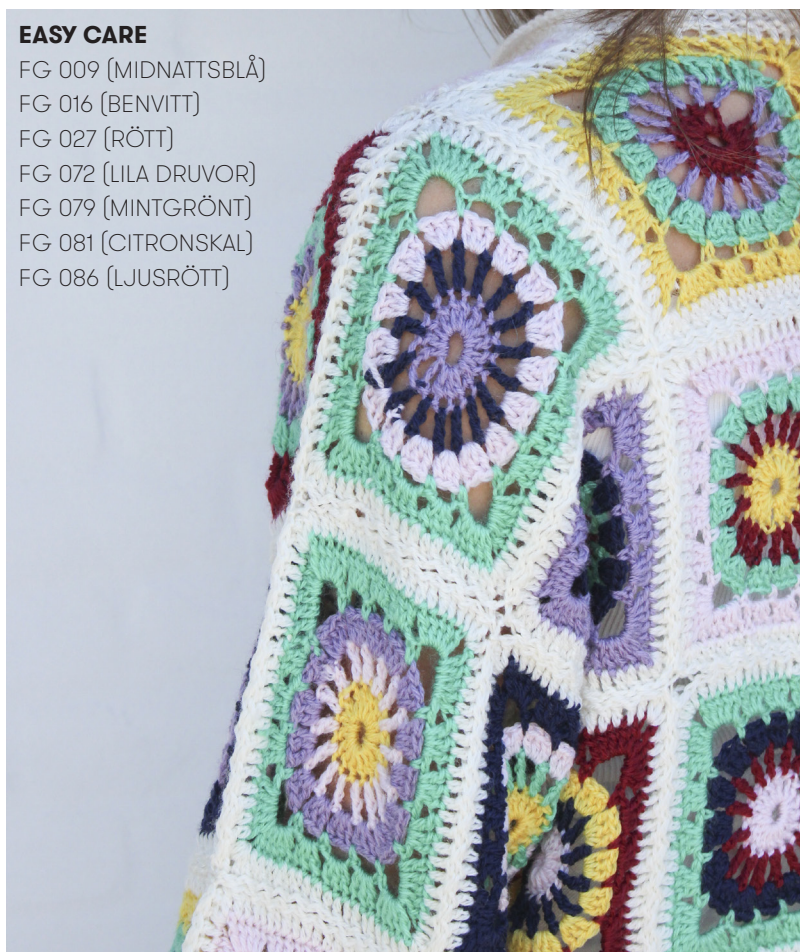 EASY CARE
FG 009 (MIDNATTSBLÅ)
FG 016 (BENVITT)
FG 027 (RÖTT)
FG 072 (LILA DRUVOR)
FG 079 (MINTGRÖNT)
FG 081 (CITRONSKAL)
FG 086 (LJUSRÖTT)